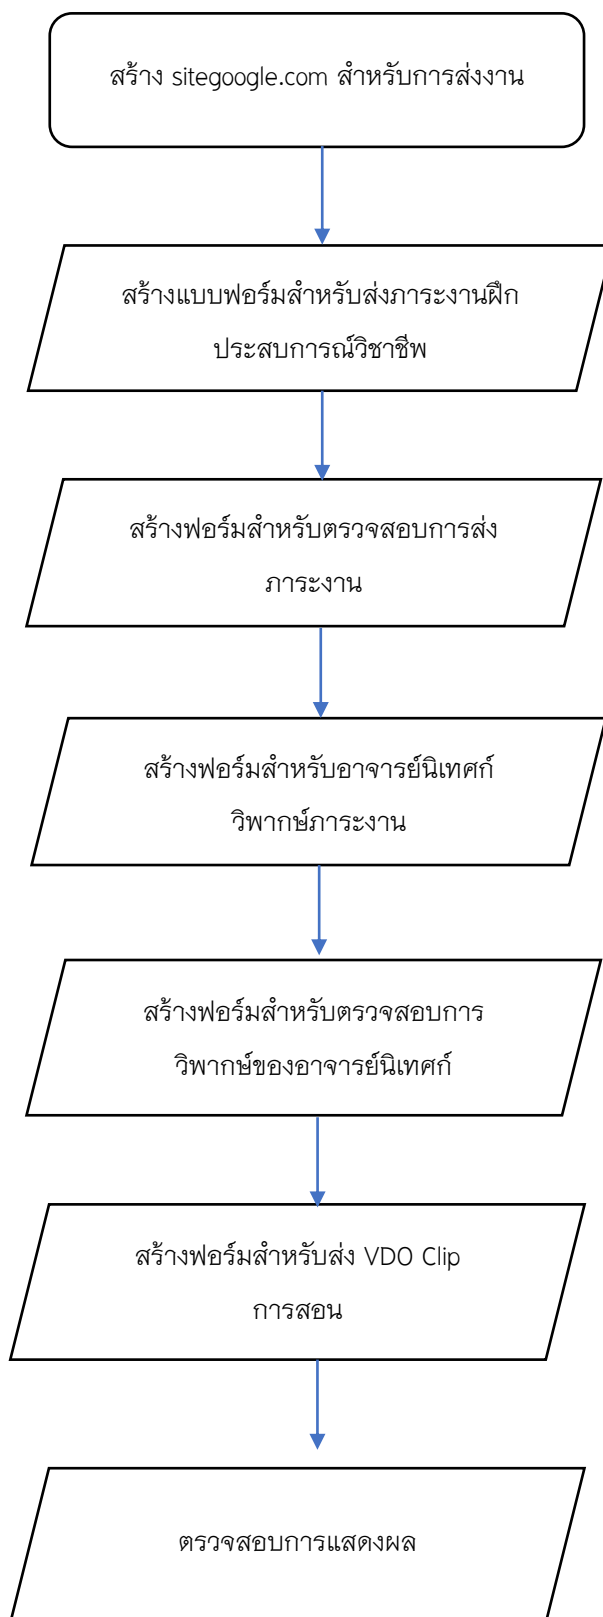 สร้าง sitegoogle.com สำหรับการส่งงาน
สร้างแบบฟอร์มสำหรับส่งภาระงานฝึก
ประสบการณ์วิชาชีพ
สร้างฟอร์มสำหรับตรวจสอบการส่ง
ภาระงาน
สร้างฟอร์มสำหรับอาจารย์นิเทศก์
วิพากษ์ภาระงาน
สร้างฟอร์มสำหรับตรวจสอบการ
วิพากษ์ของอาจารย์นิเทศก์
สร้างฟอร์มสำหรับส่ง VDO Clip
การสอน
ตรวจสอบการแสดงผล